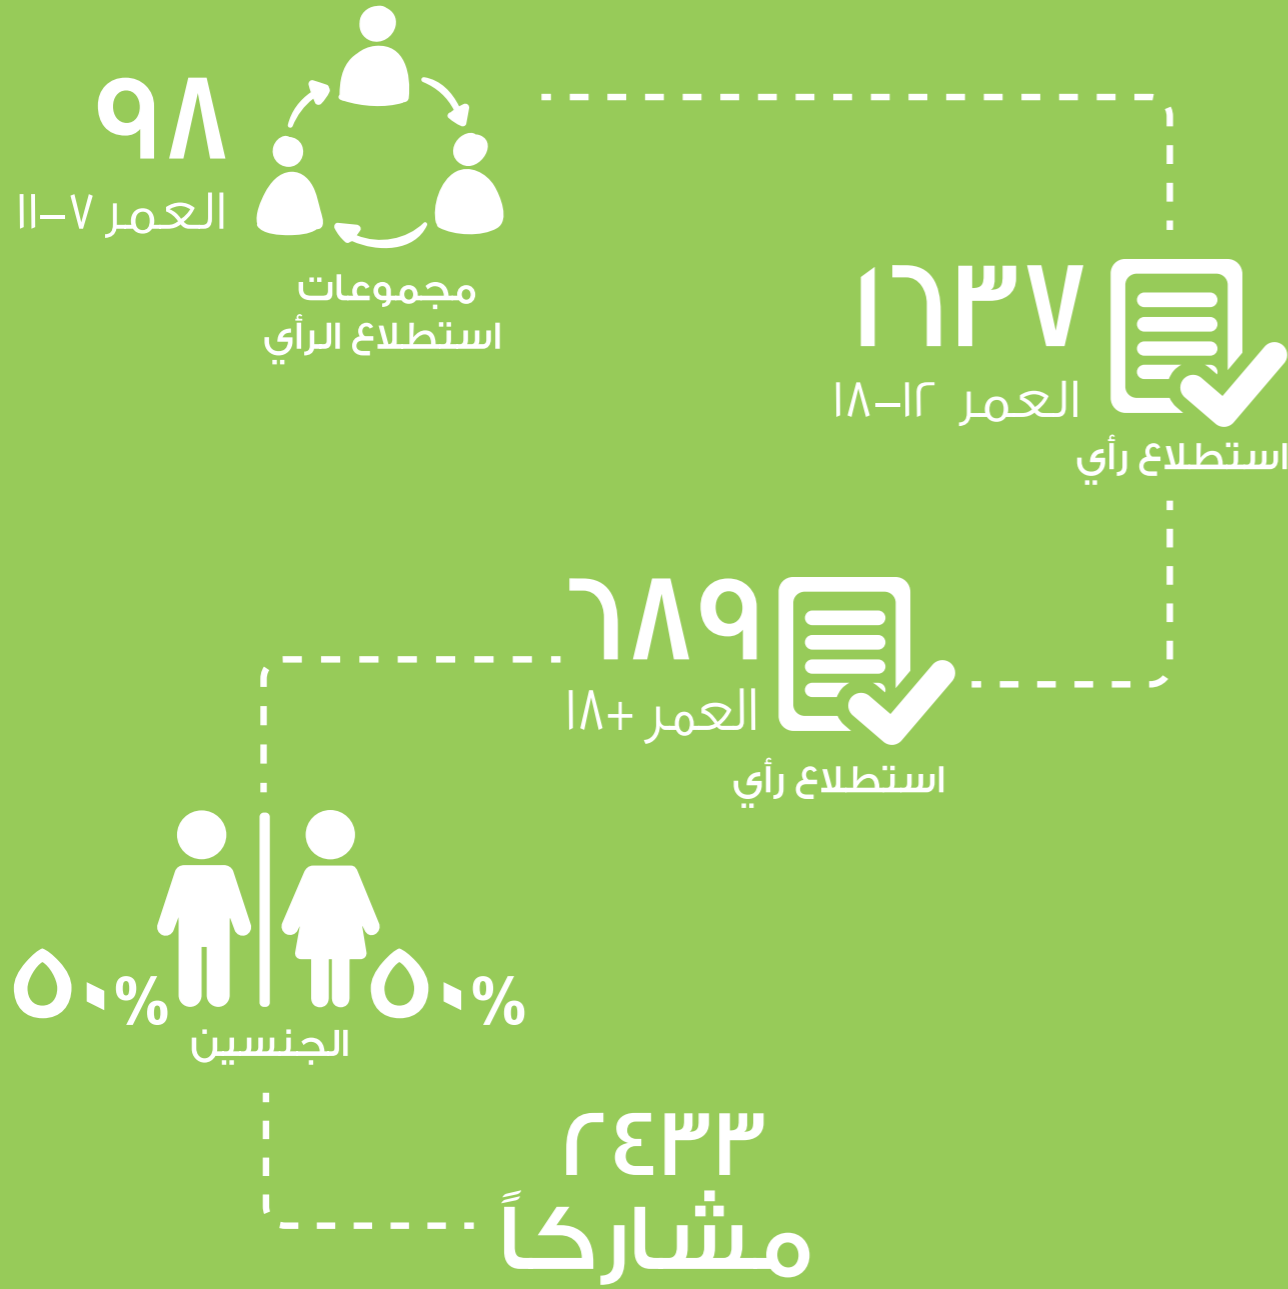 ٩٨
العمر ٧-١١
مجموعات
استطلاع الرأي
١٦٣٧
العمر ١٢-١٨
استطلاع رأي
٦٨٩
العمر +١٨
استطلاع رأي
٥٠%
٥٠%
الجنسين
٢٤٣٣
مشاركاً